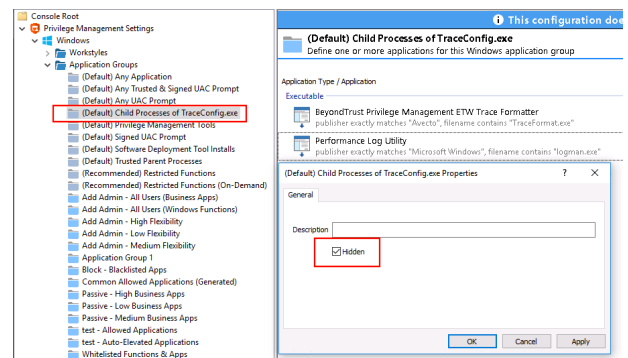 Console Root
Privilege Management Settings
Windows
Workstyles
Application Groups
(Default) Any Application
(Default) Any Trusted & Signed UAC Prompt
(Default) Any UAC Prompt
(Default) Child Processes of TraceConfig.exe
(Default) Privilege Management Tools
(Default) Signed UAC Prompt
(Default) Software Deployment Tool Installs
(Default) Trusted Parent Processes
(Recommended) Restricted Functions
(Recommended) Restricted Functions (On-Demand)
Add Admin - All Users (Business Apps)
Add Admin - All Users (Windows Functions)
Add Admin - High Flexibility
Add Admin - Low Flexibility
Add Admin - Medium Flexibility
Application Group 1
Block - Blacklisted Apps
Common Allowed Applications (Generated)
Passive - High Business Apps
Passive - Low Business Apps
Passive - Medium Business Apps
test - Allowed Applications
test - Auto-Elevated Applications
Whitelisted Functions & Apps
This configuration doe
(Default) Child Processes of TraceConfig.exe
Define one or more applications for this Windows application group
Application Type / Application
Executable
BeyondTrust Privilege Management ETW Trace Formatter
publisher exactly matches "Avecto", filename contains "TraceFormat.exe"
Performance Log Utility
publisher exactly matches "Microsoft Windows", filename contains "logman.exe"
(Default) Child Processes of TraceConfig.exe Properties ? ×
General
Description
Hidden
OK Cancel Apply